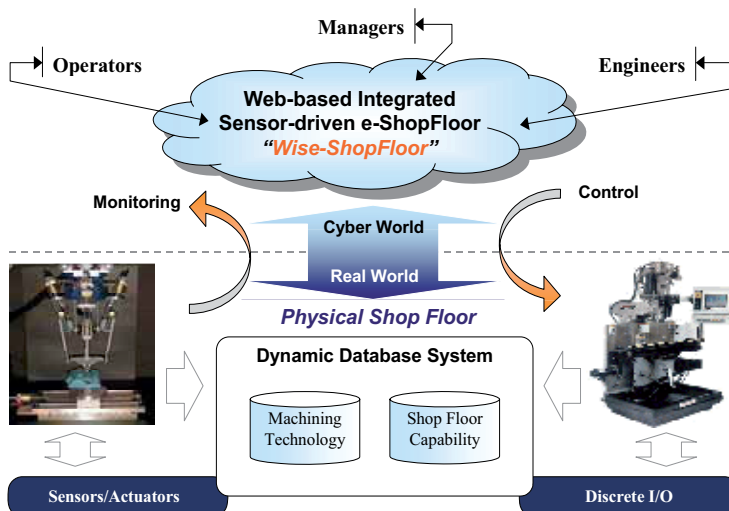 Managers
Operators
Engineers
Web-based Integrated
Sensor-driven e-ShopFloor
“Wise-ShopFloor”
Monitoring
Control
Cyber World
Real World
Physical Shop Floor
Dynamic Database System
Machining
Technology
Shop Floor
Capability
Sensors/Actuators
Discrete I/O